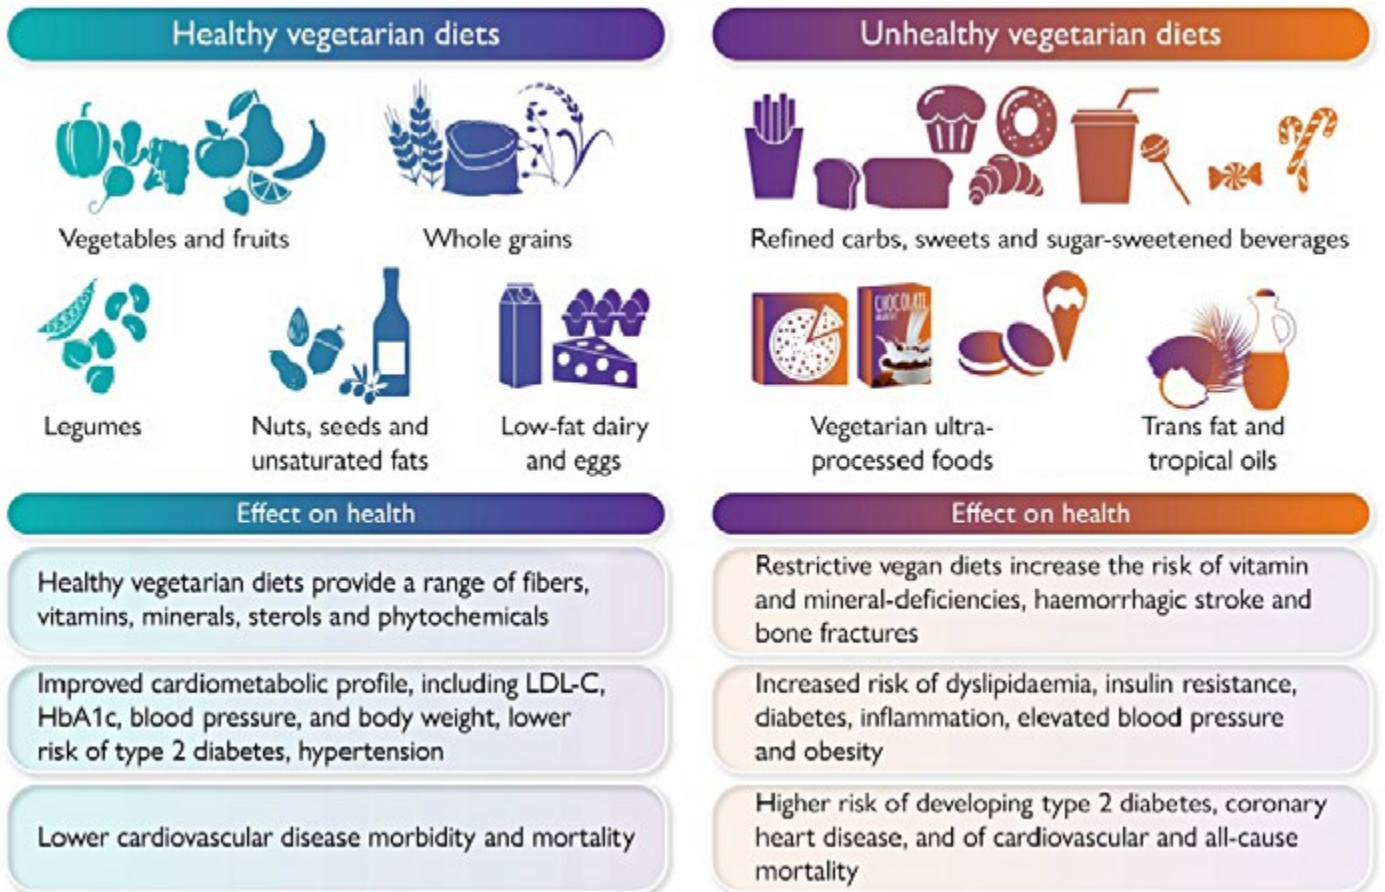 Healthy vegetarian diets
Vegetables and fruits
Whole grains
Legumes
Nuts, seeds and
unsaturated fats
Low-fat dairy
and eggs
Effect on health
Healthy vegetarian diets provide a range of fibers,
vitamins, minerals, sterols and phytochemicals
Improved cardiometabolic profile, including LDL-C,
HbA1c, blood pressure, and body weight, lower
risk of type 2 diabetes, hypertension
Lower cardiovascular disease morbidity and mortality
Unhealthy vegetarian diets
Refined carbs, sweets and sugar-sweetened beverages
CHOCOLATE
Vegetarian ultra-
processed foods
Trans fat and
tropical oils
Effect on health
Restrictive vegan diets increase the risk of vitamin
and mineral-deficiencies, haemorrhagic stroke and
bone fractures
Increased risk of dyslipidaemia, insulin resistance,
diabetes, inflammation, elevated blood pressure
and obesity
Higher risk of developing type 2 diabetes, coronary
heart disease, and of cardiovascular and all-cause
mortality